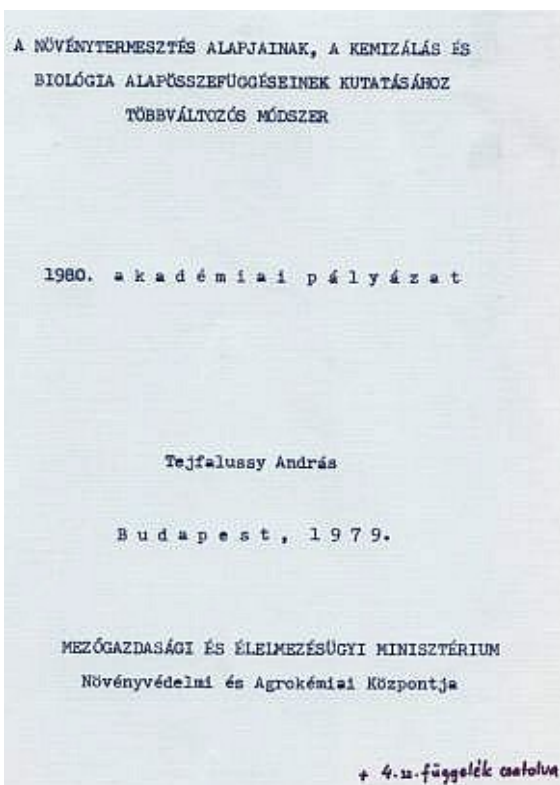 A NÖVÉNYTERMESZTÉS ALAPJAINAK, A KEMIZÁLÁS ÉS
BIOLÓGIA ALAPÖSSZEFÜGGÉSEINEK KUTATÁSÁHOZ
TÖBBVÁLTOZÓS MÓDSZER
1980. a k a d é m i a i p á l y á z a t
Tejfalussy András
B u d a p e s t , 1 9 7 9.
MEZŐGAZDASÁGI ÉS ÉLELMEZÉSÜGYI MINISZTÉRIUM
Növényvédelmi és Agrokémiai Központja
+ 4.sz. függelék csatolva